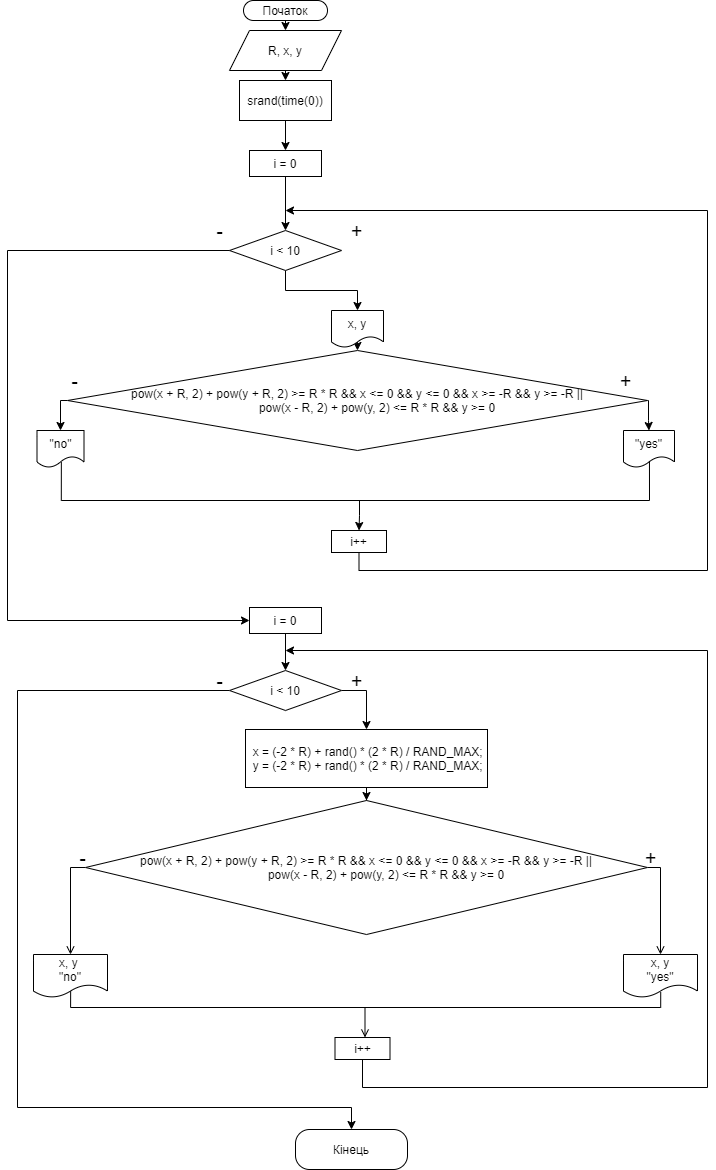 Початок
R, x, y
srand(time(0))
i = 0
-
+
i < 10
x, y
-
+
pow(x + R, 2) + pow(y + R, 2) >= R * R && x <= 0 && y <= 0 && x >= -R && y >= -R ||
pow(x - R, 2) + pow(y, 2) <= R * R && y >= 0
"no"
"yes"
i++
i = 0
-
+
i < 10
x = (-2 * R) + rand() * (2 * R) / RAND_MAX;
y = (-2 * R) + rand() * (2 * R) / RAND_MAX;
-
+
pow(x + R, 2) + pow(y + R, 2) >= R * R && x <= 0 && y <= 0 && x >= -R && y >= -R ||
pow(x - R, 2) + pow(y, 2) <= R * R && y >= 0
x, y
"no"
x, y
"yes"
i++
Кінець